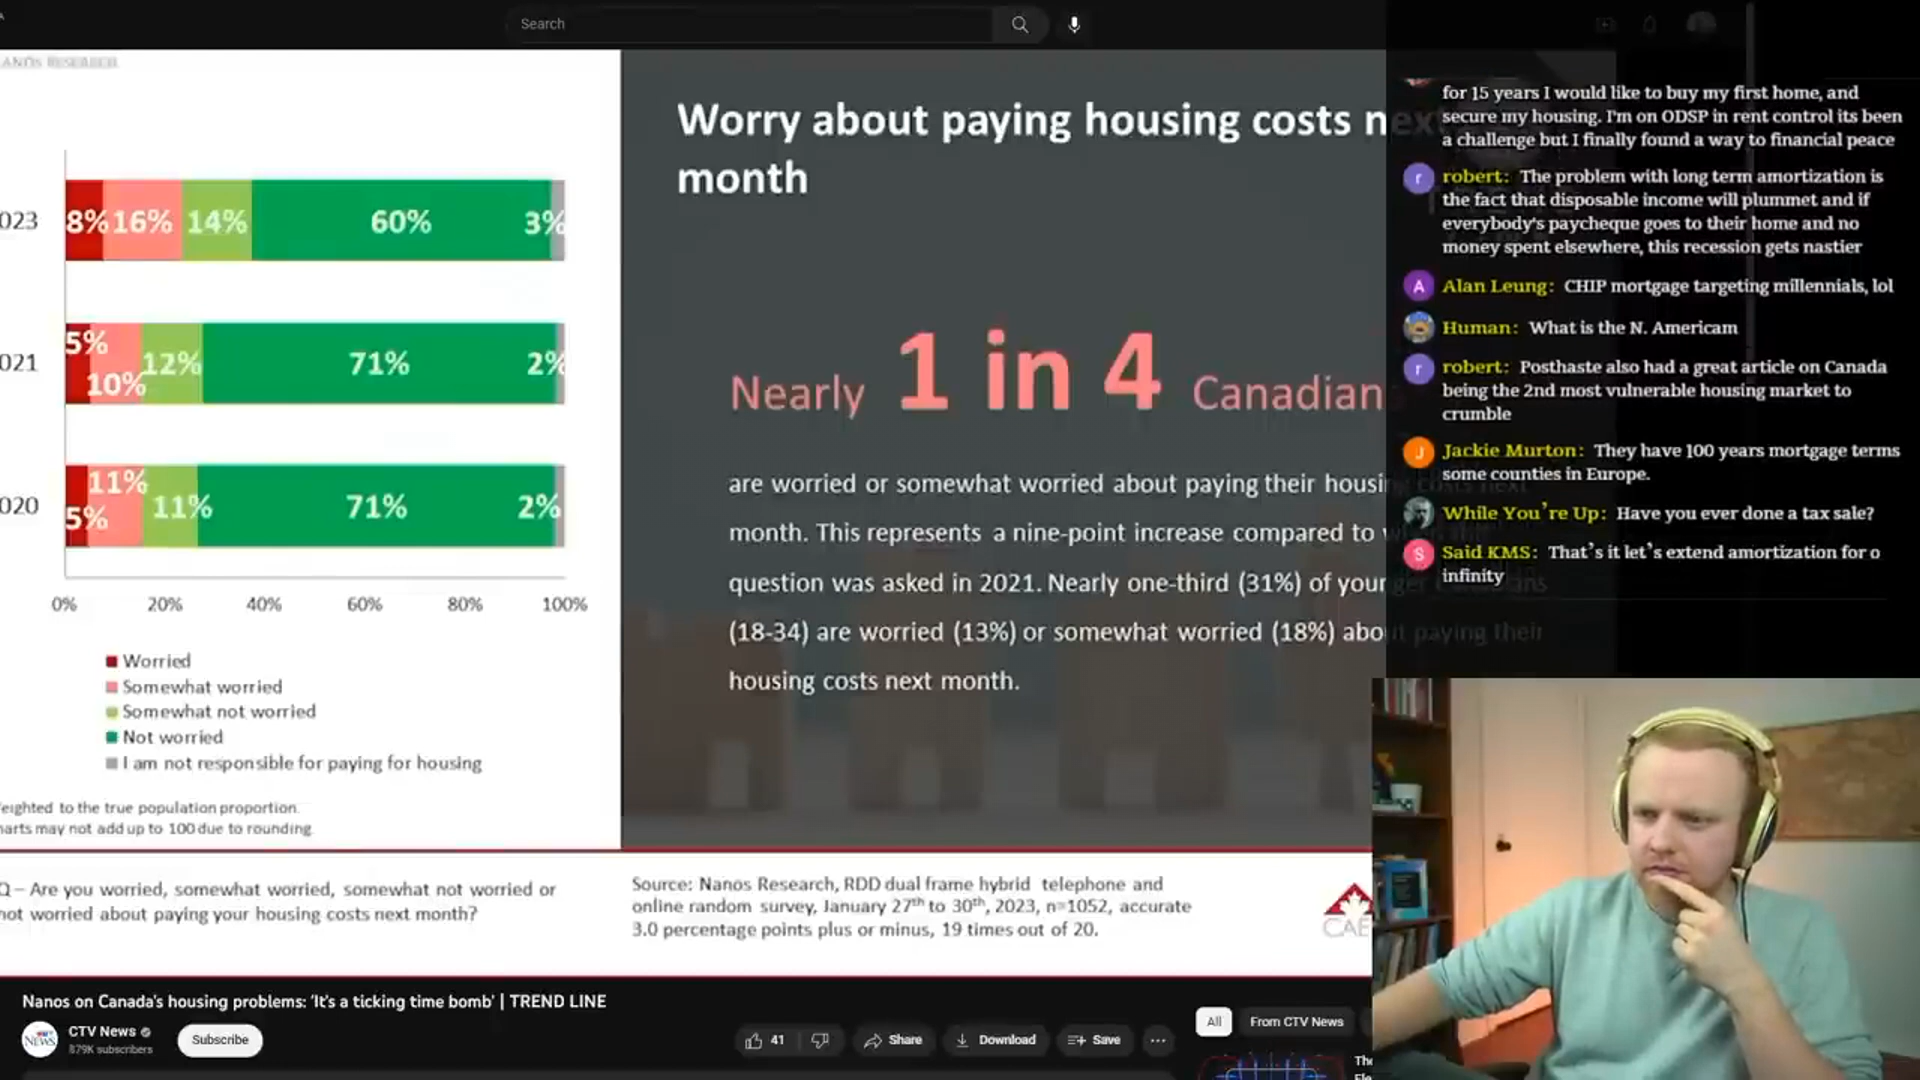 Search
ANOS RESEARCH
023
8% 16% 14% 60% 3%
021
5% 10% 12% 71% 2%
020
5% 11% 11% 71% 2%
0% 20% 40% 60% 80% 100%
Worried
Somewhat worried
Somewhat not worried
Not worried
I am not responsible for paying for housing
eighted to the true population proportion.
harts may not add up to 100 due to rounding.
Q – Are you worried, somewhat worried, somewhat not worried or
not worried about paying your housing costs next month?
Worry about paying housing costs next
month
Nearly 1 in 4 Canadian
are worried or somewhat worried about paying their housing costs next
month. This represents a nine-point increase compared to when the
question was asked in 2021. Nearly one-third (31%) of younger Canadians
(18-34) are worried (13%) or somewhat worried (18%) about paying their
housing costs next month.
Source: Nanos Research, RDD dual frame hybrid telephone and
online random survey, January 27th to 30th, 2023, n=1052, accurate
3.0 percentage points plus or minus, 19 times out of 20.
CAE
for 15 years I would like to buy my first home, and
secure my housing. I'm on ODSP in rent control its been
a challenge but I finally found a way to financial peace
r robert: The problem with long term amortization is
the fact that disposable income will plummet and if
everybody's paycheque goes to their home and no
money spent elsewhere, this recession gets nastier
A Alan Leung: CHIP mortgage targeting millennials, lol
Human: What is the N. Americam
r robert: Posthaste also had a great article on Canada
being the 2nd most vulnerable housing market to
crumble
J Jackie Murton: They have 100 years mortgage terms
some counties in Europe.
While You're Up: Have you ever done a tax sale?
S Said KMS: That's it let's extend amortization for o
infinity
Nanos on Canada's housing problems: 'It's a ticking time bomb' | TREND LINE
NEWS
CTV News
879K subscribers
Subscribe
41
Share
Download
Save
All
From CTV News